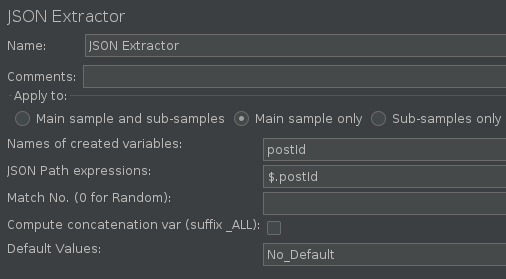 JSON Extractor
Name: JSON Extractor
Comments:
Apply to:
Main sample and sub-samples Main sample only Sub-samples only
Names of created variables: postId
JSON Path expressions: $.postId
Match No. (0 for Random):
Compute concatenation var (suffix _ALL):
Default Values: No_Default